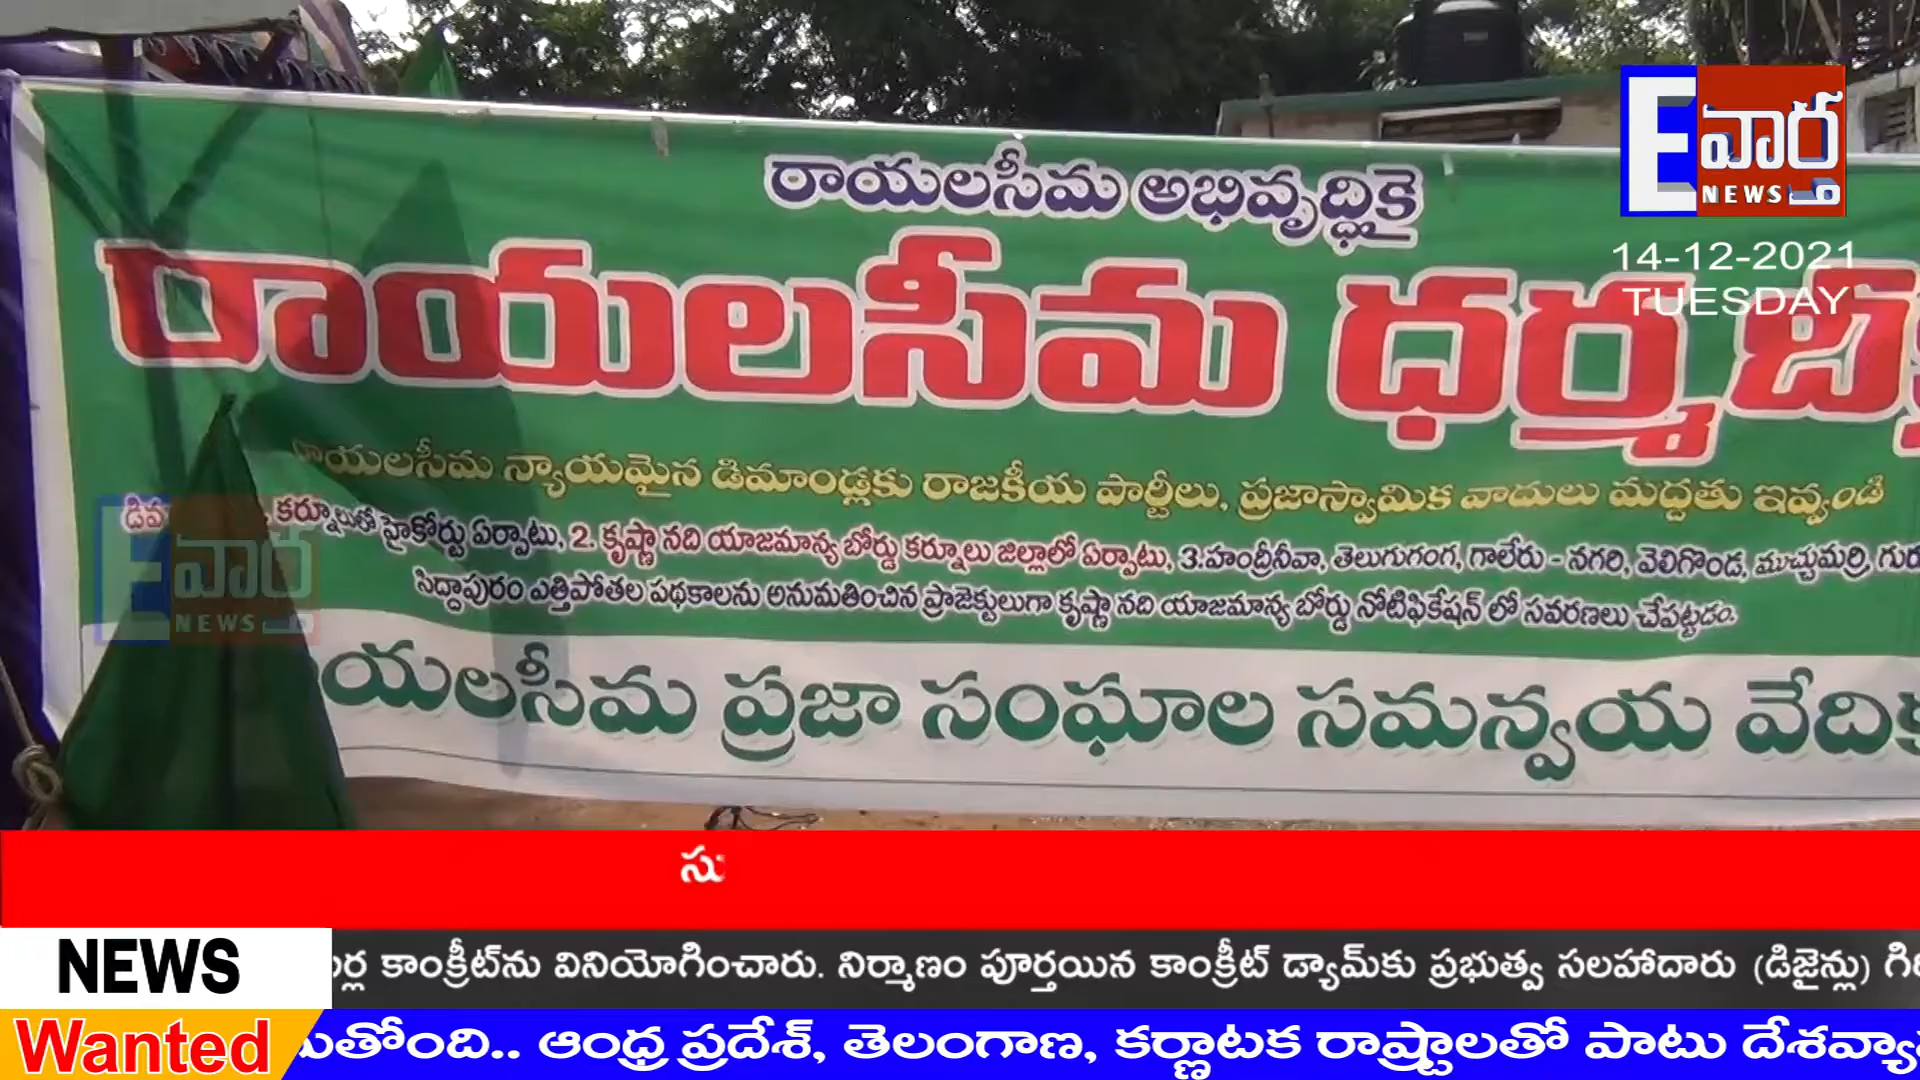 రాయలసీమ అభివృద్ధికై
రాయలసీమ ధర్మ
రాయలసీమ న్యాయమైన డిమాండ్లకు రాజకీయ పార్టీలు, ప్రజాస్వామిక వాదులు మద్దతు ఇవ్వండి
కర్నూలుతో హైకోర్టు ఏర్పాటు, 2. కృష్ణా నది యాజమాన్య బోర్డు కర్నూలు జిల్లాలో ఏర్పాటు, 3.హంద్రీనీవా, తెలుగుగంగ, గాలేరు - నగరి, వెలిగొండ, ముచ్చుమర్రి,
సిద్దాపురం ఎత్తిపోతల పథకాలను అనుమతించిన ప్రాజెక్టులుగా కృష్ణా నది యాజమాన్య బోర్డు నోటిఫికేషన్ లో సవరణలు చేపట్టడం.
యలసీమ ప్రజా సంఘాల సమన్వయ వేదిక
E వార్త
NEWS
14-12-2021
TUESDAY
E వార్త
NEWS
సు
NEWS
కాంక్రీట్‌ను వినియోగించారు. నిర్మాణం పూర్తయిన కాంక్రీట్ డ్యామ్‌కు ప్రభుత్వ సలహాదారు (డిజైన్లు)
Wanted
తోంది.. ఆంధ్ర ప్రదేశ్, తెలంగాణ, కర్ణాటక రాష్ట్రాలతో పాటు దేశవ్యా